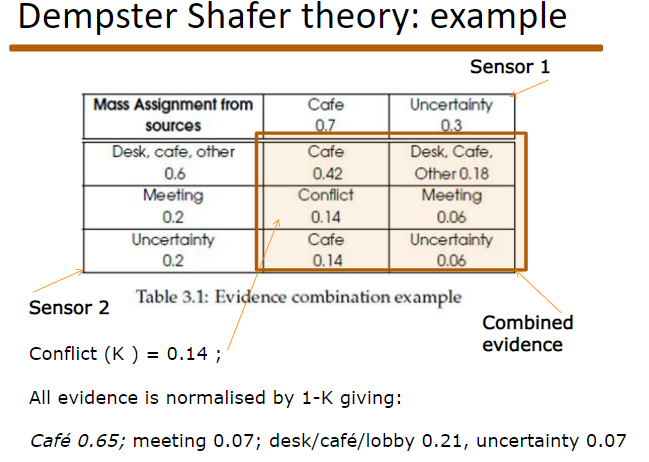 Dempster Shafer theory: example
Sensor 1
Mass Assignment from sources Cafe 0.7 Uncertainty 0.3
Desk, cafe, other 0.6 Cafe 0.42 Desk, Cafe, Other 0.18
Meeting 0.2 Conflict 0.14 Meeting 0.06
Uncertainty 0.2 Cafe 0.14 Uncertainty 0.06
Sensor 2
Table 3.1: Evidence combination example
Combined evidence
Conflict (K ) = 0.14 ;
All evidence is normalised by 1-K giving:
Café 0.65; meeting 0.07; desk/café/lobby 0.21, uncertainty 0.07